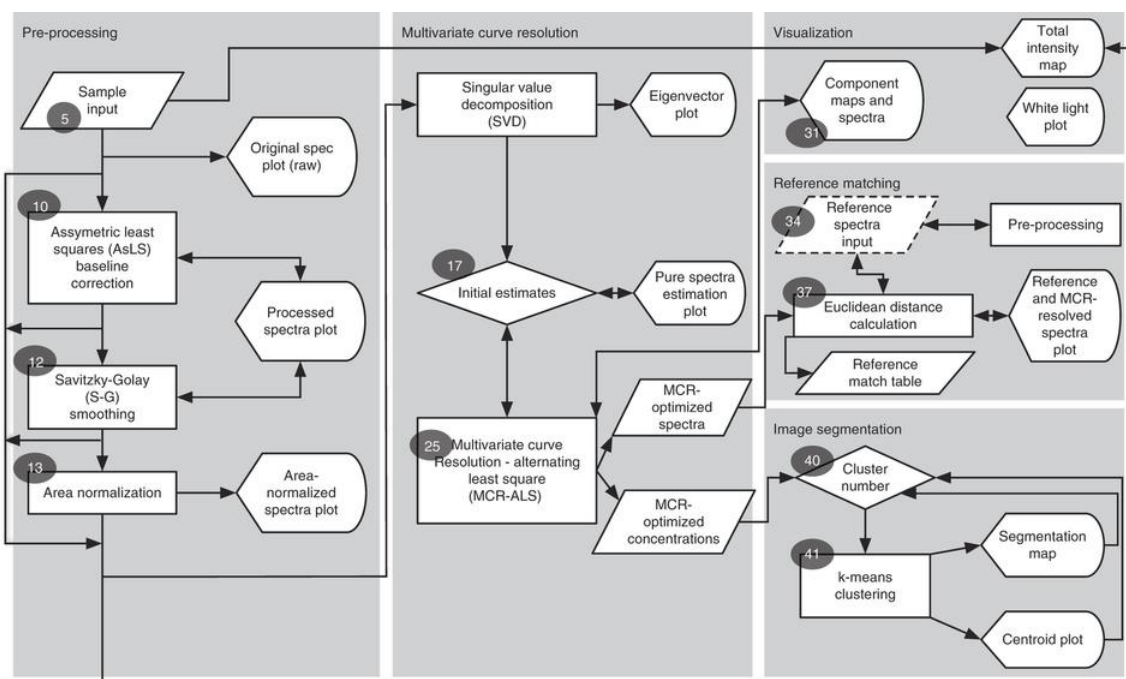 Pre-processing
Sample
input
5
Original spec
plot (raw)
10
Assymetric least
squares (AsLS)
baseline
correction
Processed
spectra plot
12
Savitzky-Golay
(S-G)
smoothing
13
Area normalization
Area-
normalized
spectra plot
Multivariate curve resolution
Singular value
decomposition
(SVD)
Eigenvector
plot
17
Initial estimates
Pure spectra
estimation
plot
25
Multivariate curve
Resolution - alternating
least square
(MCR-ALS)
MCR-
optimized
spectra
MCR-
optimized
concentrations
Visualization
Total
intensity
map
Component
maps and
spectra
31
White light
plot
Reference matching
34
Reference
spectra
input
Pre-processing
37
Euclidean distance
calculation
Reference
and MCR-
resolved
spectra
plot
Reference
match table
Image segmentation
40
Cluster
number
41
k-means
clustering
Segmentation
map
Centroid plot